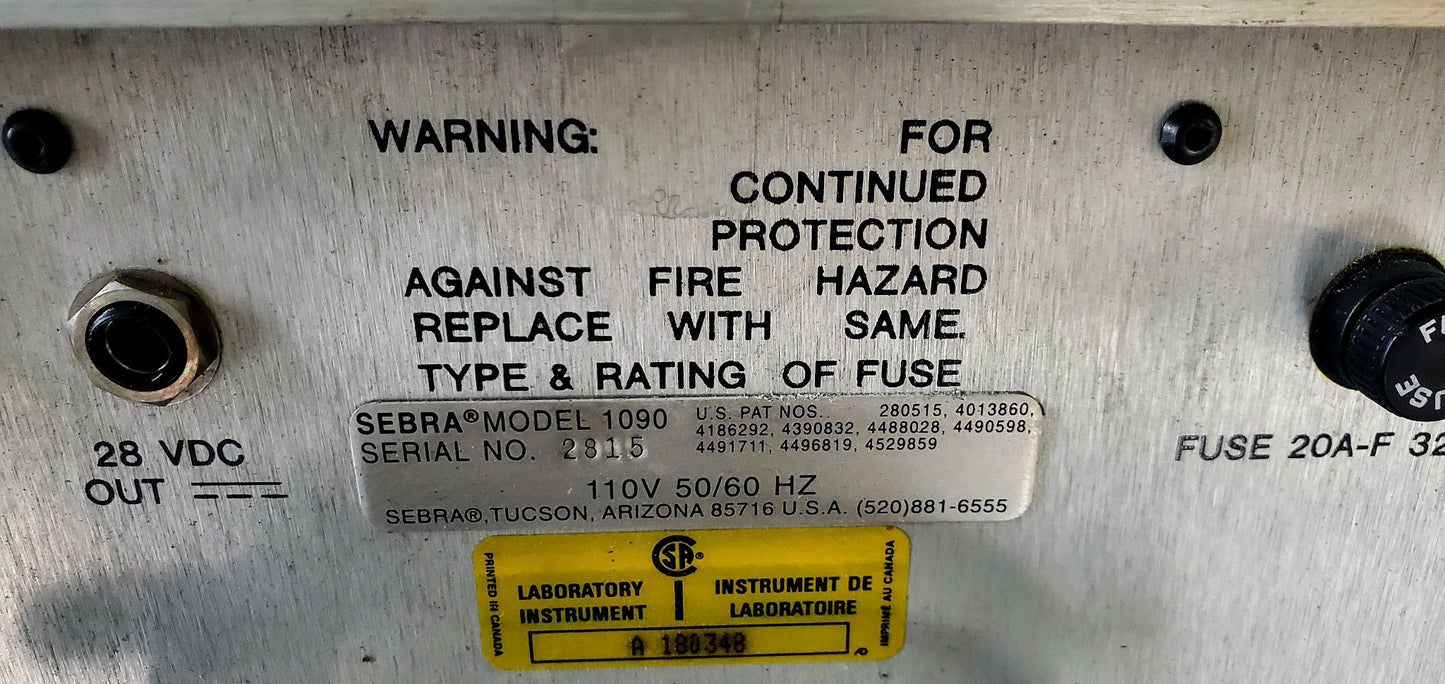 WARNING: FOR
CONTINUED
PROTECTION
AGAINST FIRE HAZARD
REPLACE WITH SAME.
TYPE & RATING OF FUSE
28 VDC
OUT
SEBRA® MODEL 1090
SERIAL NO. 2815
U.S. PAT NOS.. 280515, 4013860,
4186292, 4390832, 4488028, 4490598,
4491711, 4496819, 4529859
110V 50/60 HZ
SEBRA®, TUCSON, ARIZONA 85716 U.S.A. (520)881-6555
FUSE 20A-F 32
FUSE
PRINTED IN CANADA
CSA®
LABORATORY
INSTRUMENT
INSTRUMENT DE
LABORATOIRE
A 180348
IMPRIMÉ AU CANADA